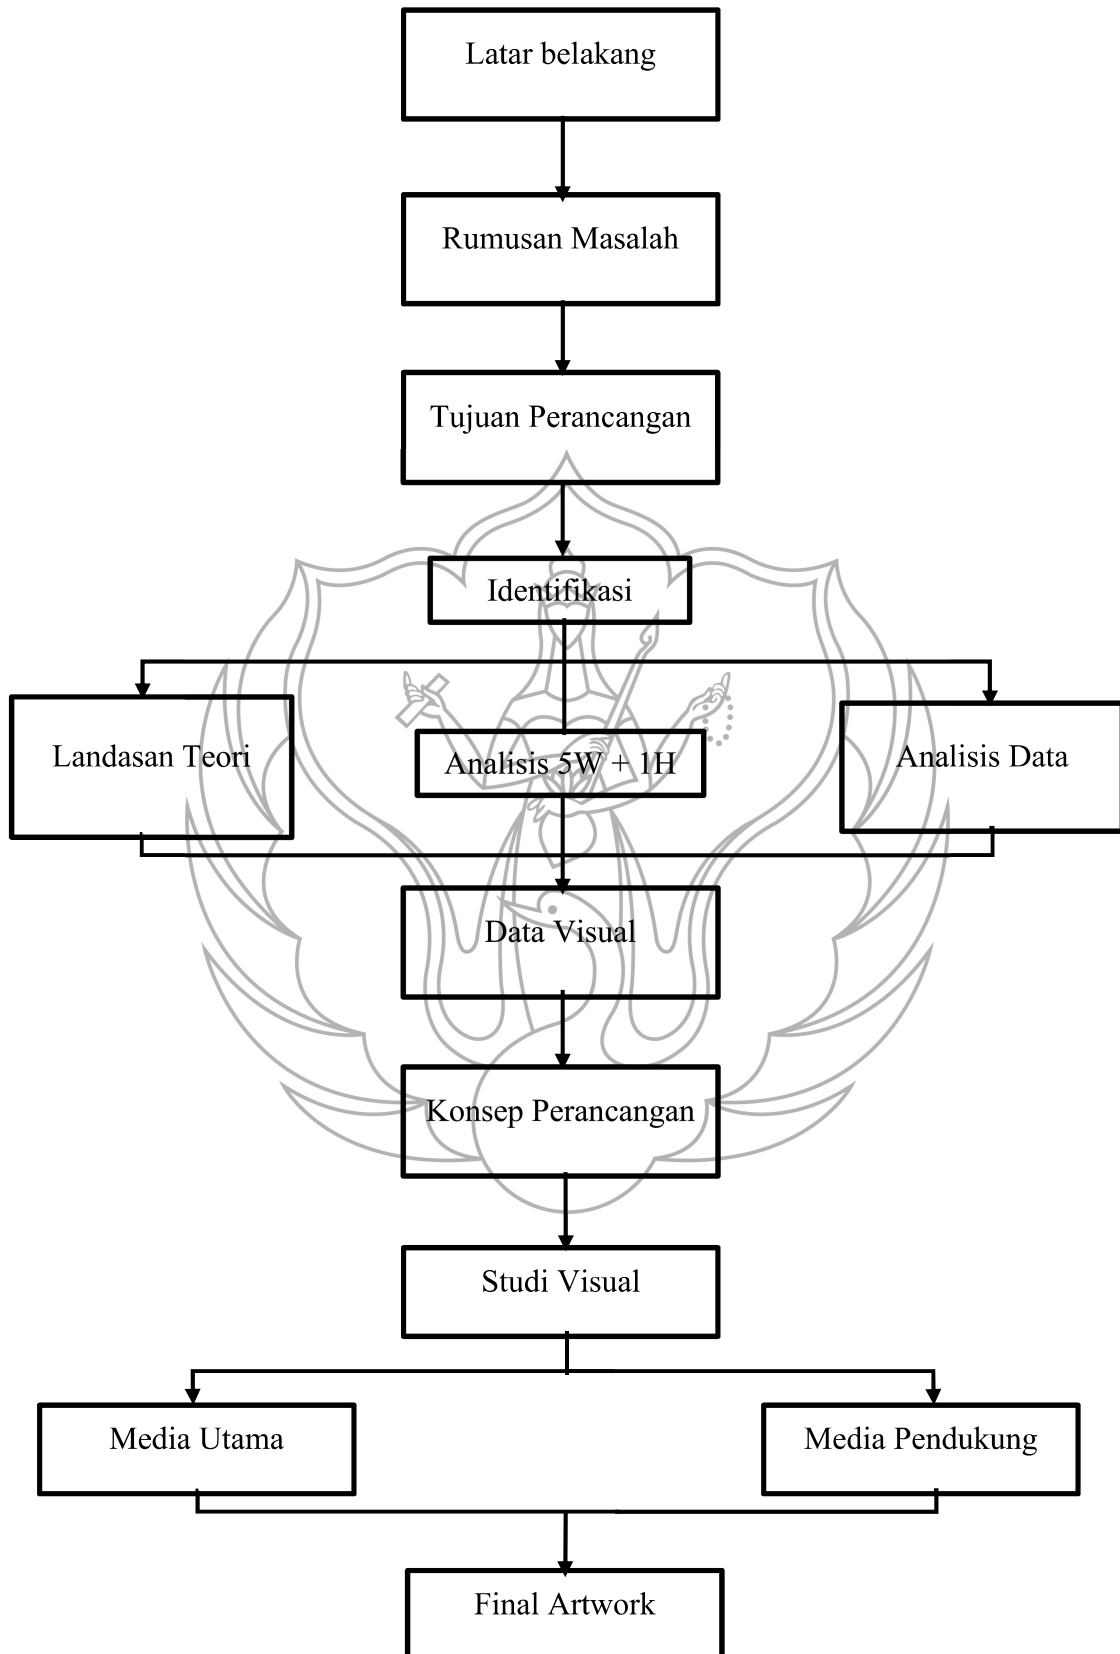 Latar belakang
Rumusan Masalah
Tujuan Perancangan
Identifikasi
Landasan Teori
Analisis 5W + 1H
Analisis Data
Data Visual
Konsep Perancangan
Studi Visual
Media Utama
Media Pendukung
Final Artwork